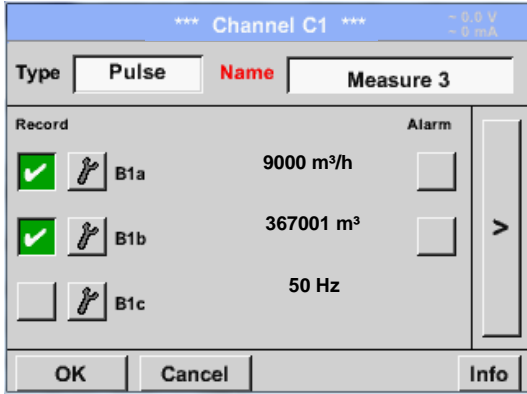 *** Channel C1 ***
~ 0.0 V
~ 0 mA
Type Pulse Name Measure 3
Record Alarm
B1a 9000 m³/h
B1b 367001 m³
>
B1c 50 Hz
OK Cancel Info